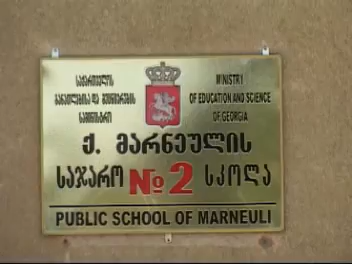 საქართველოს
განათლებისა და მეცნიერების
სამინისტრო
MINISTRY
OF EDUCATION AND SCIENCE
OF GEORGIA
ქ. მარნეულის
საჯარო №2 სკოლა
PUBLIC SCHOOL OF MARNEULI